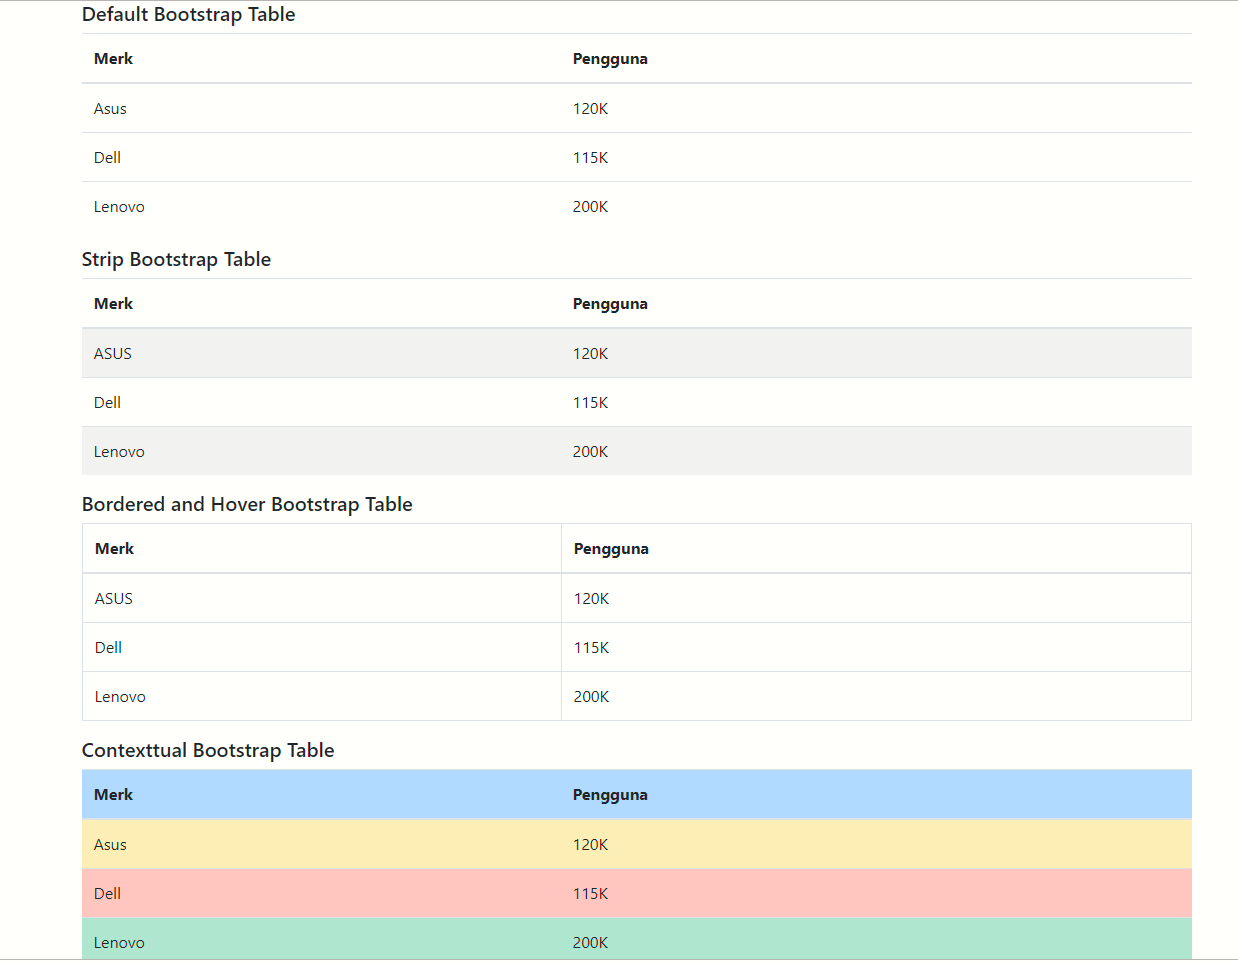 Default Bootstrap Table
Merk Pengguna
Asus 120K
Dell 115K
Lenovo 200K
Strip Bootstrap Table
Merk Pengguna
ASUS 120K
Dell 115K
Lenovo 200K
Bordered and Hover Bootstrap Table
Merk Pengguna
ASUS 120K
Dell 115K
Lenovo 200K
Contexttual Bootstrap Table
Merk Pengguna
Asus 120K
Dell 115K
Lenovo 200K